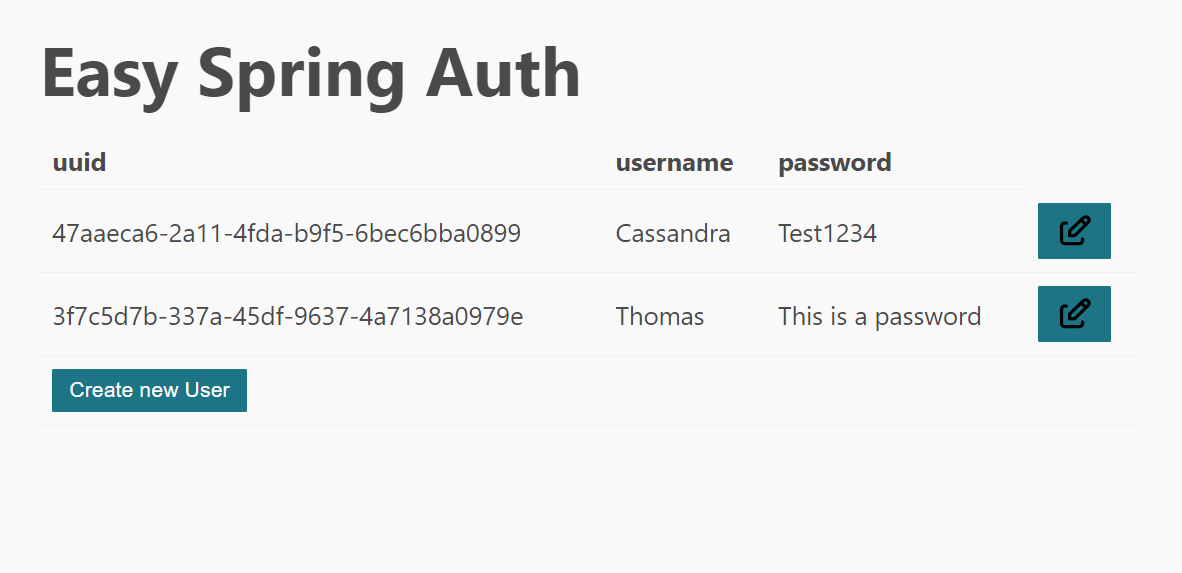 Easy Spring Auth
uuid username password
47aaeca6-2a11-4fda-b9f5-6bec6bba0899 Cassandra Test1234
3f7c5d7b-337a-45df-9637-4a7138a0979e Thomas This is a password
Create new User